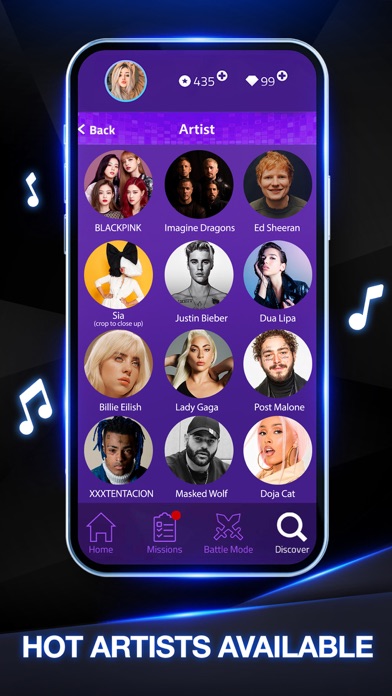 435 99
Back Artist
BLACKPINK Imagine Dragons Ed Sheeran
Sia Justin Bieber Dua Lipa
(crop to close up)
Billie Eilish Lady Gaga Post Malone
XXXTENTACION Masked Wolf Doja Cat
Home Missions Battle Mode Discover
HOT ARTISTS AVAILABLE